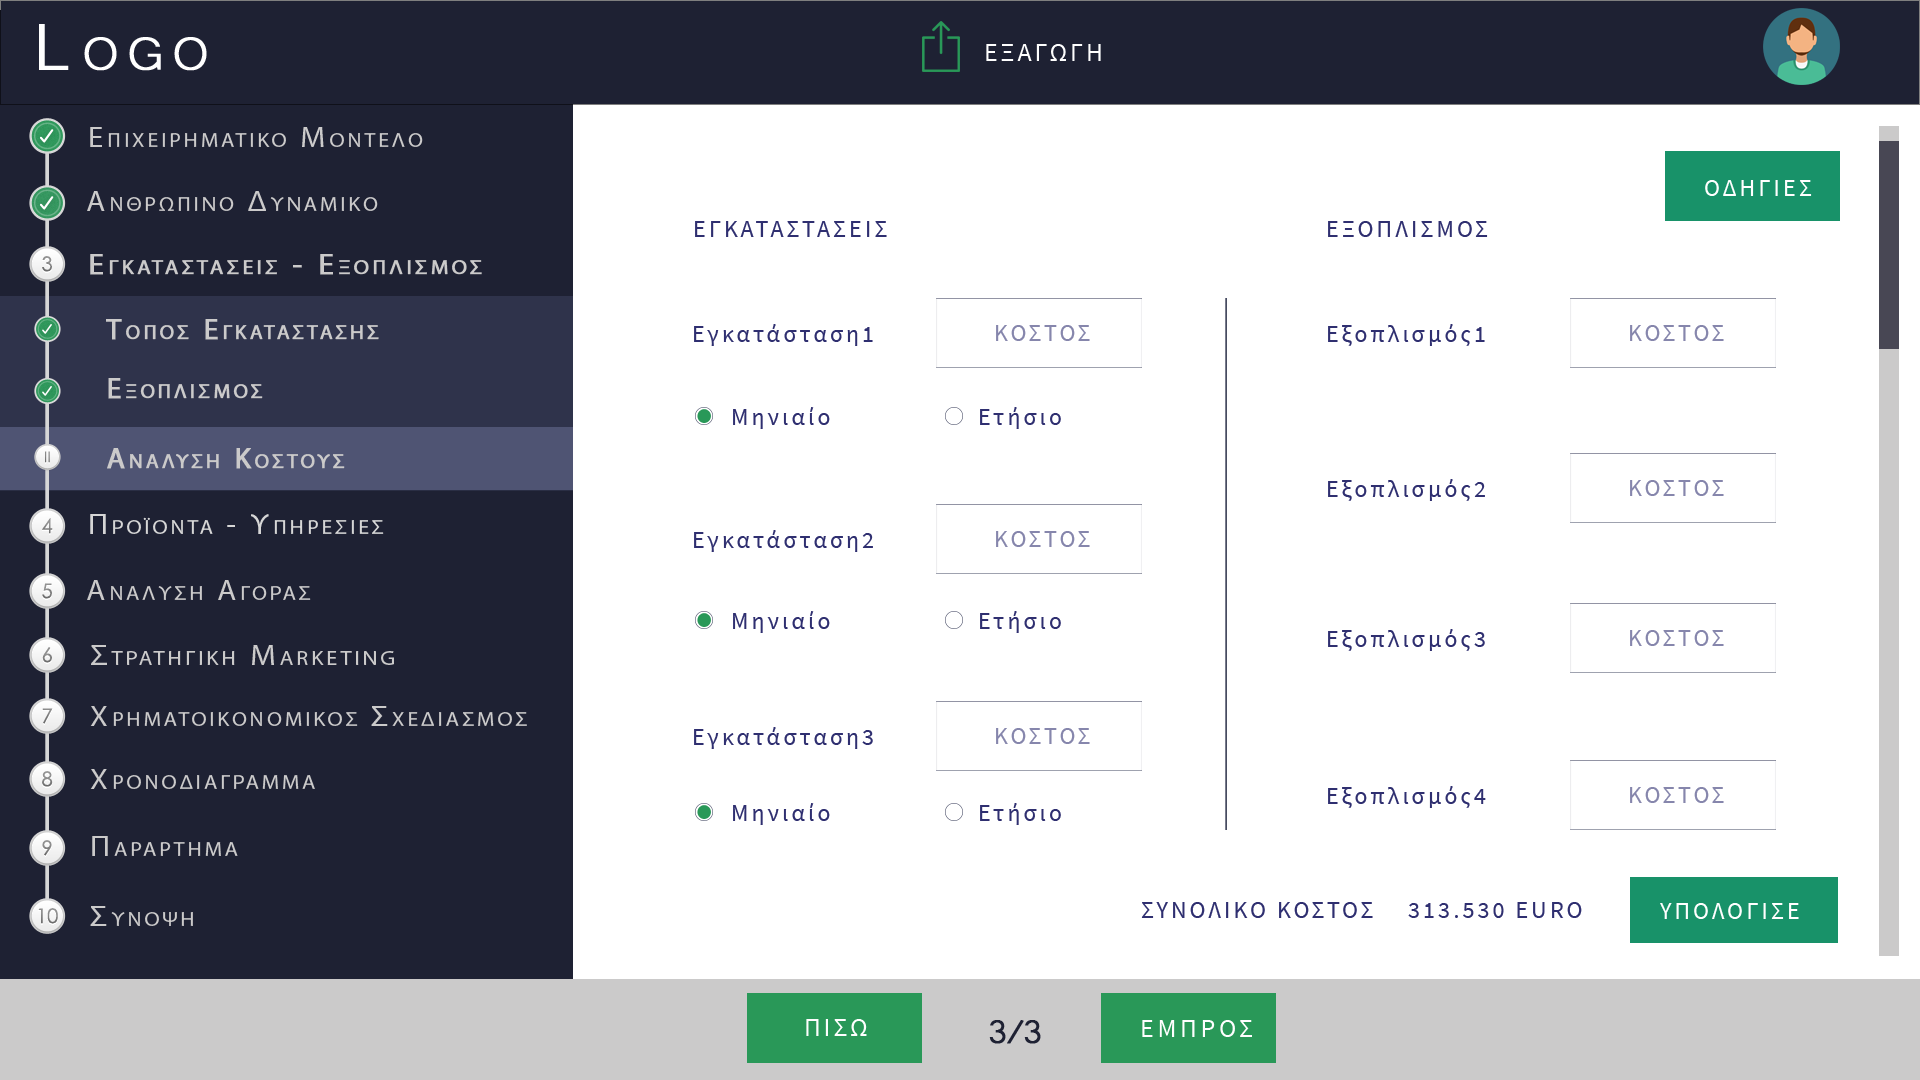 Logo
ΕΞΑΓΩΓΗ
Επιχειρηματικο Μοντελο
Ανθρωπινο Δυναμικο
3 Εγκαταστασεις - Εξοπλισμος
Τοπος Εγκαταστασης
Εξοπλισμος
Αναλυση Κοστους
4 Προϊοντα - Υπηρεσιες
5 Αναλυση Αγορας
6 Στρατηγικη Marketing
7 Χρηματοικονομικος Σχεδιασμος
8 Χρονοδιαγραμμα
9 Παραρτημα
10 Συνοψη
ΟΔΗΓΙΕΣ
ΕΓΚΑΤΑΣΤΑΣΕΙΣ
Εγκατάσταση1 ΚΟΣΤΟΣ
Μηνιαίο Ετήσιο
Εγκατάσταση2 ΚΟΣΤΟΣ
Μηνιαίο Ετήσιο
Εγκατάσταση3 ΚΟΣΤΟΣ
Μηνιαίο Ετήσιο
ΕΞΟΠΛΙΣΜΟΣ
Εξοπλισμός1 ΚΟΣΤΟΣ
Εξοπλισμός2 ΚΟΣΤΟΣ
Εξοπλισμός3 ΚΟΣΤΟΣ
Εξοπλισμός4 ΚΟΣΤΟΣ
ΣΥΝΟΛΙΚΟ ΚΟΣΤΟΣ 313.530 EURO ΥΠΟΛΟΓΙΣΕ
ΠΙΣΩ 3/3 ΕΜΠΡΟΣ